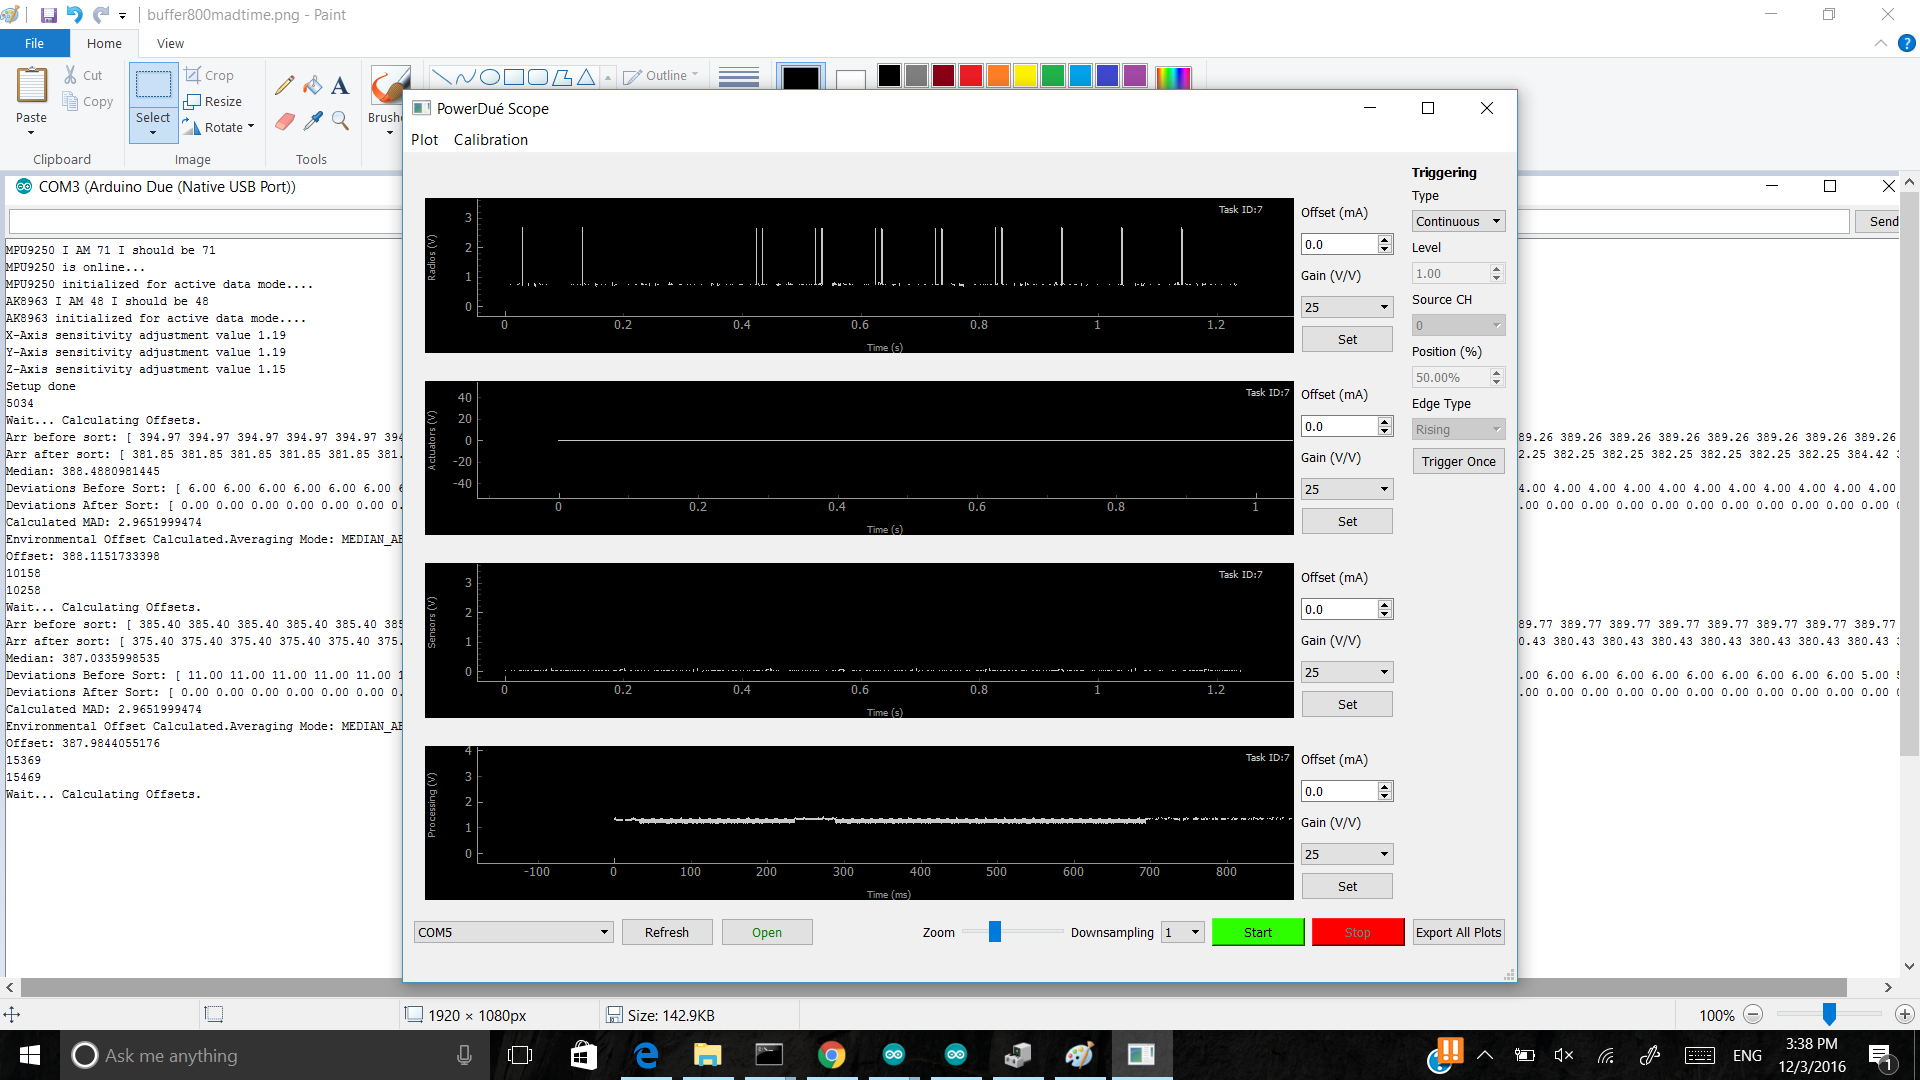 buffer800madtime.png - Paint
File Home View
Paste
Cut
Copy
Clipboard
Select
Crop
Resize
Rotate
Image
Tools
Outline
COM3 (Arduino Due (Native USB Port))
Send
MPU9250 I AM 71 I should be 71
MPU9250 is online...
MPU9250 initialized for active data mode....
AK8963 I AM 48 I should be 48
AK8963 initialized for active data mode....
X-Axis sensitivity adjustment value 1.19
Y-Axis sensitivity adjustment value 1.19
Z-Axis sensitivity adjustment value 1.15
Setup done
5034
Wait... Calculating Offsets.
Arr before sort: [ 394.97 394.97 394.97 394.97 394.97 394
Arr after sort: [ 381.85 381.85 381.85 381.85 381.85 381.
Median: 388.4880981445
Deviations Before Sort: [ 6.00 6.00 6.00 6.00 6.00 6.00 6
Deviations After Sort: [ 0.00 0.00 0.00 0.00 0.00 0.00 0.
Calculated MAD: 2.9651999474
Environmental Offset Calculated.Averaging Mode: MEDIAN_AB
Offset: 388.1151733398
10158
10258
Wait... Calculating Offsets.
Arr before sort: [ 385.40 385.40 385.40 385.40 385.40 385
Arr after sort: [ 375.40 375.40 375.40 375.40 375.40 375.
Median: 387.0335998535
Deviations Before Sort: [ 11.00 11.00 11.00 11.00 11.00 1
Deviations After Sort: [ 0.00 0.00 0.00 0.00 0.00 0.00 0.
Calculated MAD: 2.9651999474
Environmental Offset Calculated.Averaging Mode: MEDIAN_AB
Offset: 387.9844055176
15369
15469
Wait... Calculating Offsets.
89.26 389.26 389.26 389.26 389.26 389.26 389.26 389.26
2.25 382.25 382.25 382.25 382.25 382.25 382.25 384.42
4.00 4.00 4.00 4.00 4.00 4.00 4.00 4.00 4.00 4.00 4.00
.00 0.00 0.00 0.00 0.00 0.00 0.00 0.00 0.00 0.00 0.00
89.77 389.77 389.77 389.77 389.77 389.77 389.77 389.77
0.43 380.43 380.43 380.43 380.43 380.43 380.43 380.43
.00 6.00 6.00 6.00 6.00 6.00 6.00 6.00 6.00 5.00
.00 0.00 0.00 0.00 0.00 0.00 0.00 0.00 0.00 0.00 0.00
PowerDué Scope
Plot Calibration
Radios (V)
3
2
1
0
Task ID:7
0 0.2 0.4 0.6 0.8 1 1.2
Time (s)
Offset (mA)
0.0
Gain (V/V)
25
Set
Actuators (V)
40
20
0
-20
-40
Task ID:7
0 0.2 0.4 0.6 0.8 1
Time (s)
Offset (mA)
0.0
Gain (V/V)
25
Set
Sensors (V)
3
2
1
0
Task ID:7
0 0.2 0.4 0.6 0.8 1 1.2
Time (s)
Offset (mA)
0.0
Gain (V/V)
25
Set
Processing (V)
4
3
2
1
0
Task ID:7
-100 0 100 200 300 400 500 600 700 800
Time (ms)
Offset (mA)
0.0
Gain (V/V)
25
Set
Triggering
Type
Continuous
Level
1.00
Source CH
0
Position (%)
50.00%
Edge Type
Rising
Trigger Once
COM5 Refresh Open Zoom Downsampling 1 Start Stop Export All Plots
1920 × 1080px Size: 142.9KB 100%
Ask me anything
ENG
3:38 PM
12/3/2016
1